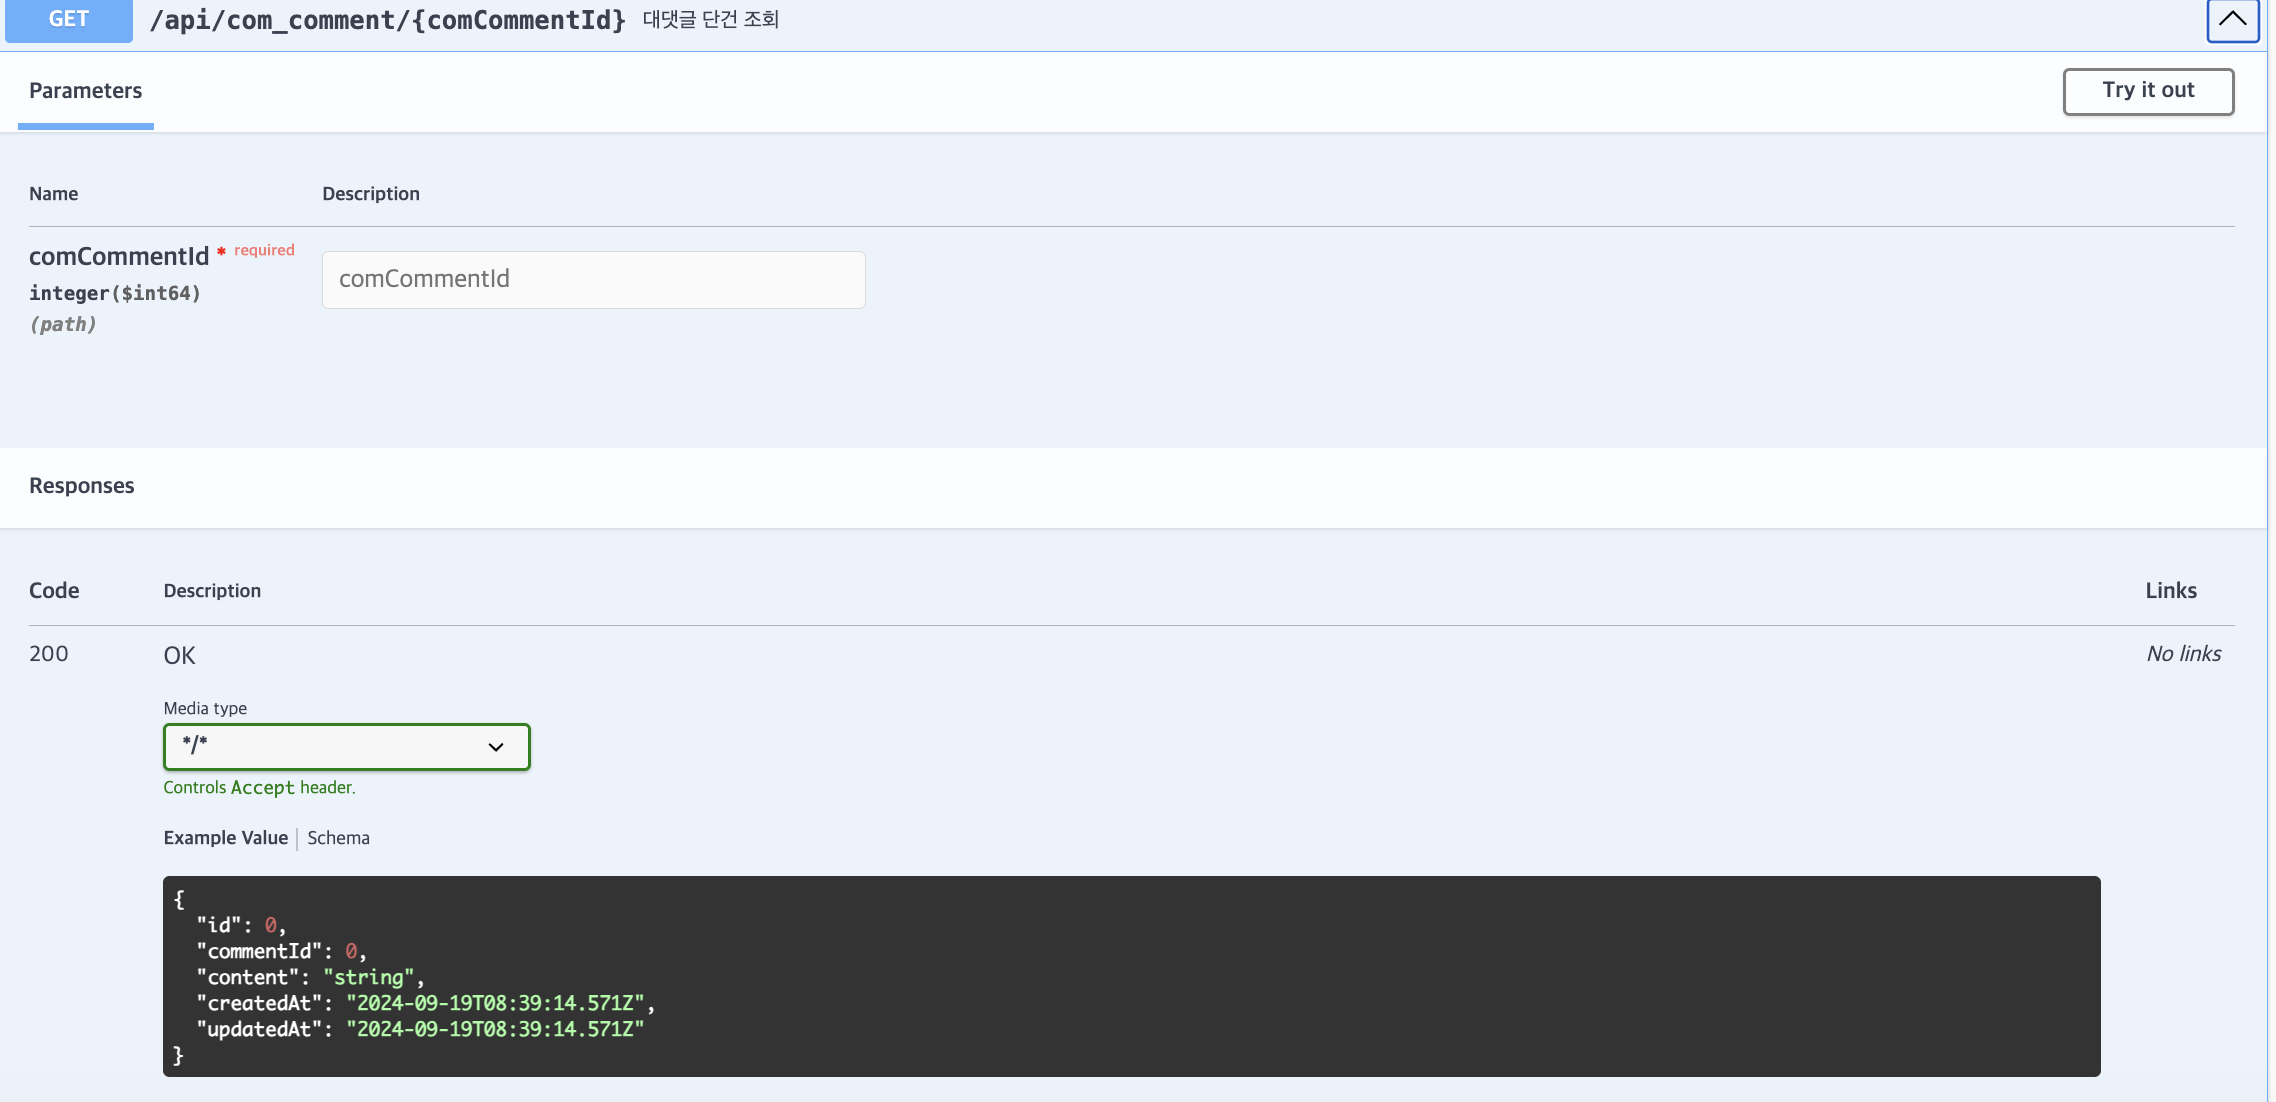 GET /api/com_comment/{comCommentId} 대댓글 단건 조회
Parameters
Try it out
Name Description
comCommentId * required
integer($int64)
(path)
comCommentId
Responses
Code Description Links
200 OK No links
Media type
*/*
Controls Accept header.
Example Value | Schema
{
  "id": 0,
  "commentId": 0,
  "content": "string",
  "createdAt": "2024-09-19T08:39:14.571Z",
  "updatedAt": "2024-09-19T08:39:14.571Z"
}